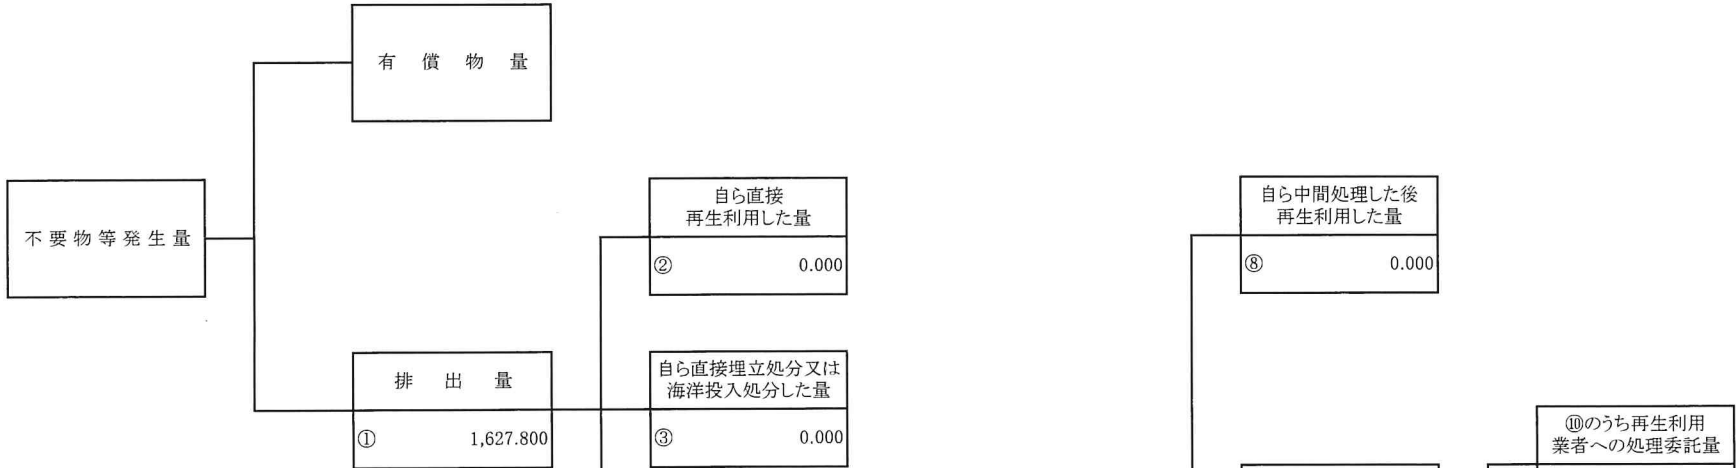 有償物量
不要物等発生量
自ら直接
再生利用した量
② 0.000
自ら中間処理した後
再生利用した量
⑧ 0.000
排出量
① 1,627.800
自ら直接埋立処分又は
海洋投入処分した量
③ 0.000
⑩のうち再生利用
業者への処理委託量